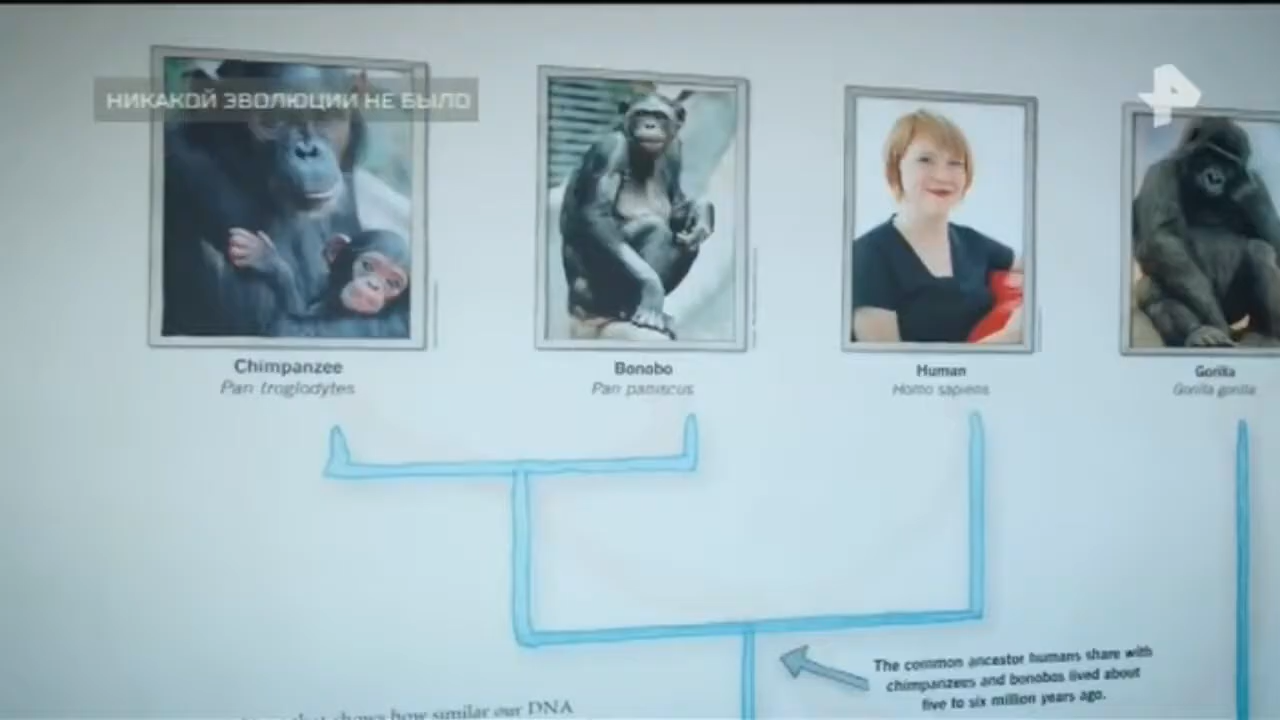 НИКАКОЙ ЭВОЛЮЦИИ НЕ БЫЛО
Chimpanzee
Pan troglodytes
Bonobo
Pan paniscus
Human
Homo sapiens
Gorilla
Gorilla gorilla
The common ancestor humans share with
chimpanzees and bonobos lived about
five to six million years ago.
that shows how similar our DNA